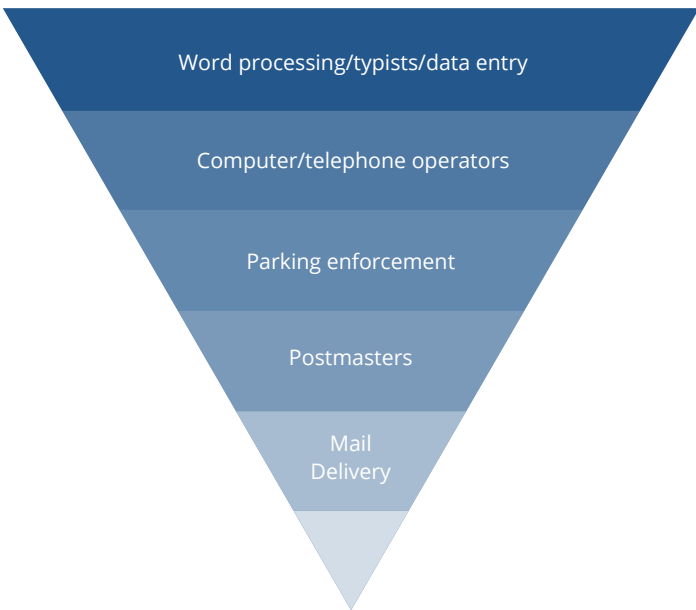 Word processing/typists/data entry
Computer/telephone operators
Parking enforcement
Postmasters
Mail
Delivery